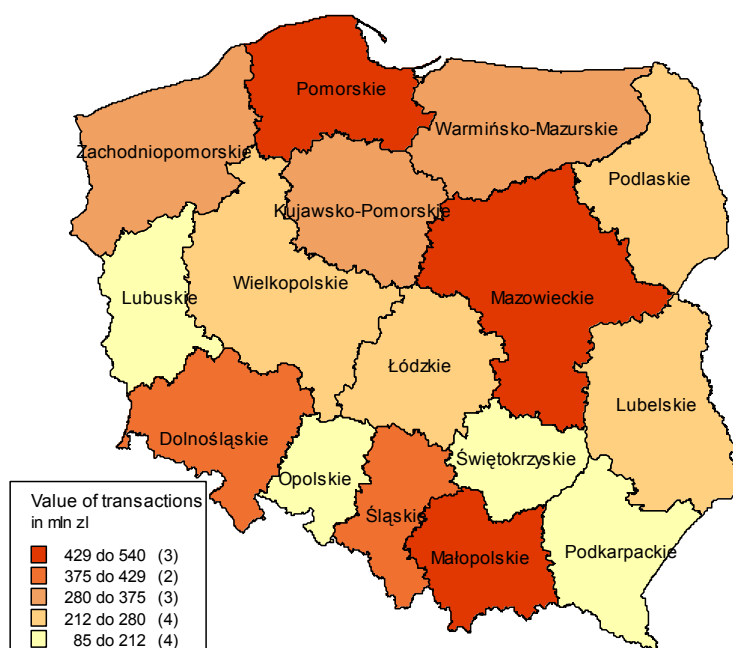 Pomorskie
Warmińsko-Mazurskie
Zachodniopomorskie
Podlaskie
Kujawsko-Pomorskie
Wielkopolskie
Mazowieckie
Lubuskie
Łódzkie
Lubelskie
Dolnośląskie
Świętokrzyskie
Opolskie
Śląskie
Małopolskie
Podkarpackie
Value of transactions
in mln zl
429 do 540 (3)
375 do 429 (2)
280 do 375 (3)
212 do 280 (4)
85 do 212 (4)